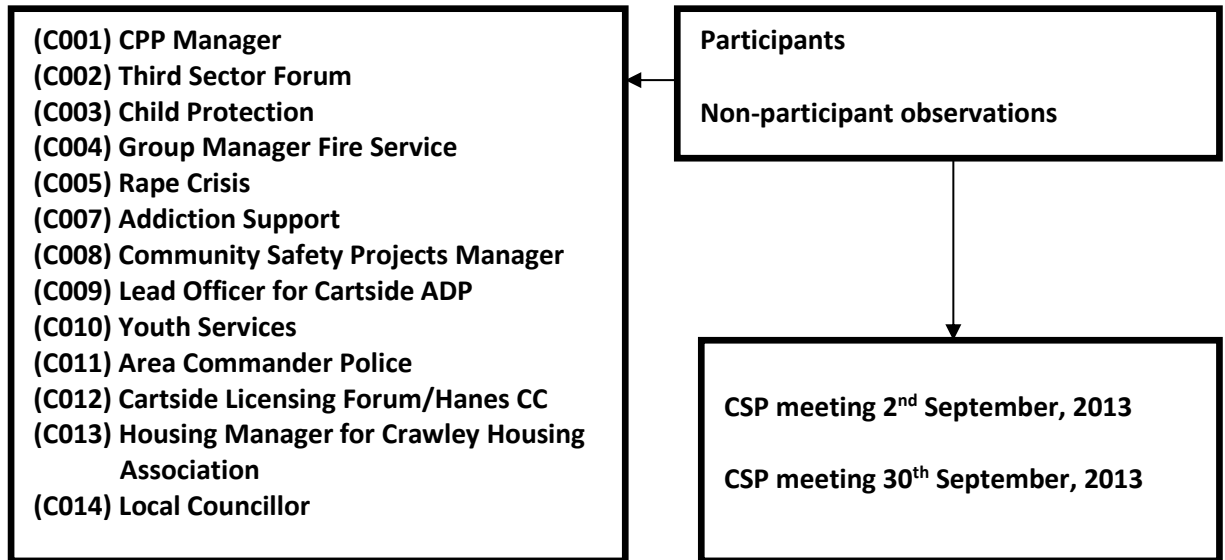 (C001) CPP Manager
(C002) Third Sector Forum
(C003) Child Protection
(C004) Group Manager Fire Service
(C005) Rape Crisis
(C007) Addiction Support
(C008) Community Safety Projects Manager
(C009) Lead Officer for Cartside ADP
(C010) Youth Services
(C011) Area Commander Police
(C012) Cartside Licensing Forum/Hanes CC
(C013) Housing Manager for Crawley Housing
Association
(C014) Local Councillor
Participants
Non-participant observations
CSP meeting 2nd September, 2013
CSP meeting 30th September, 2013